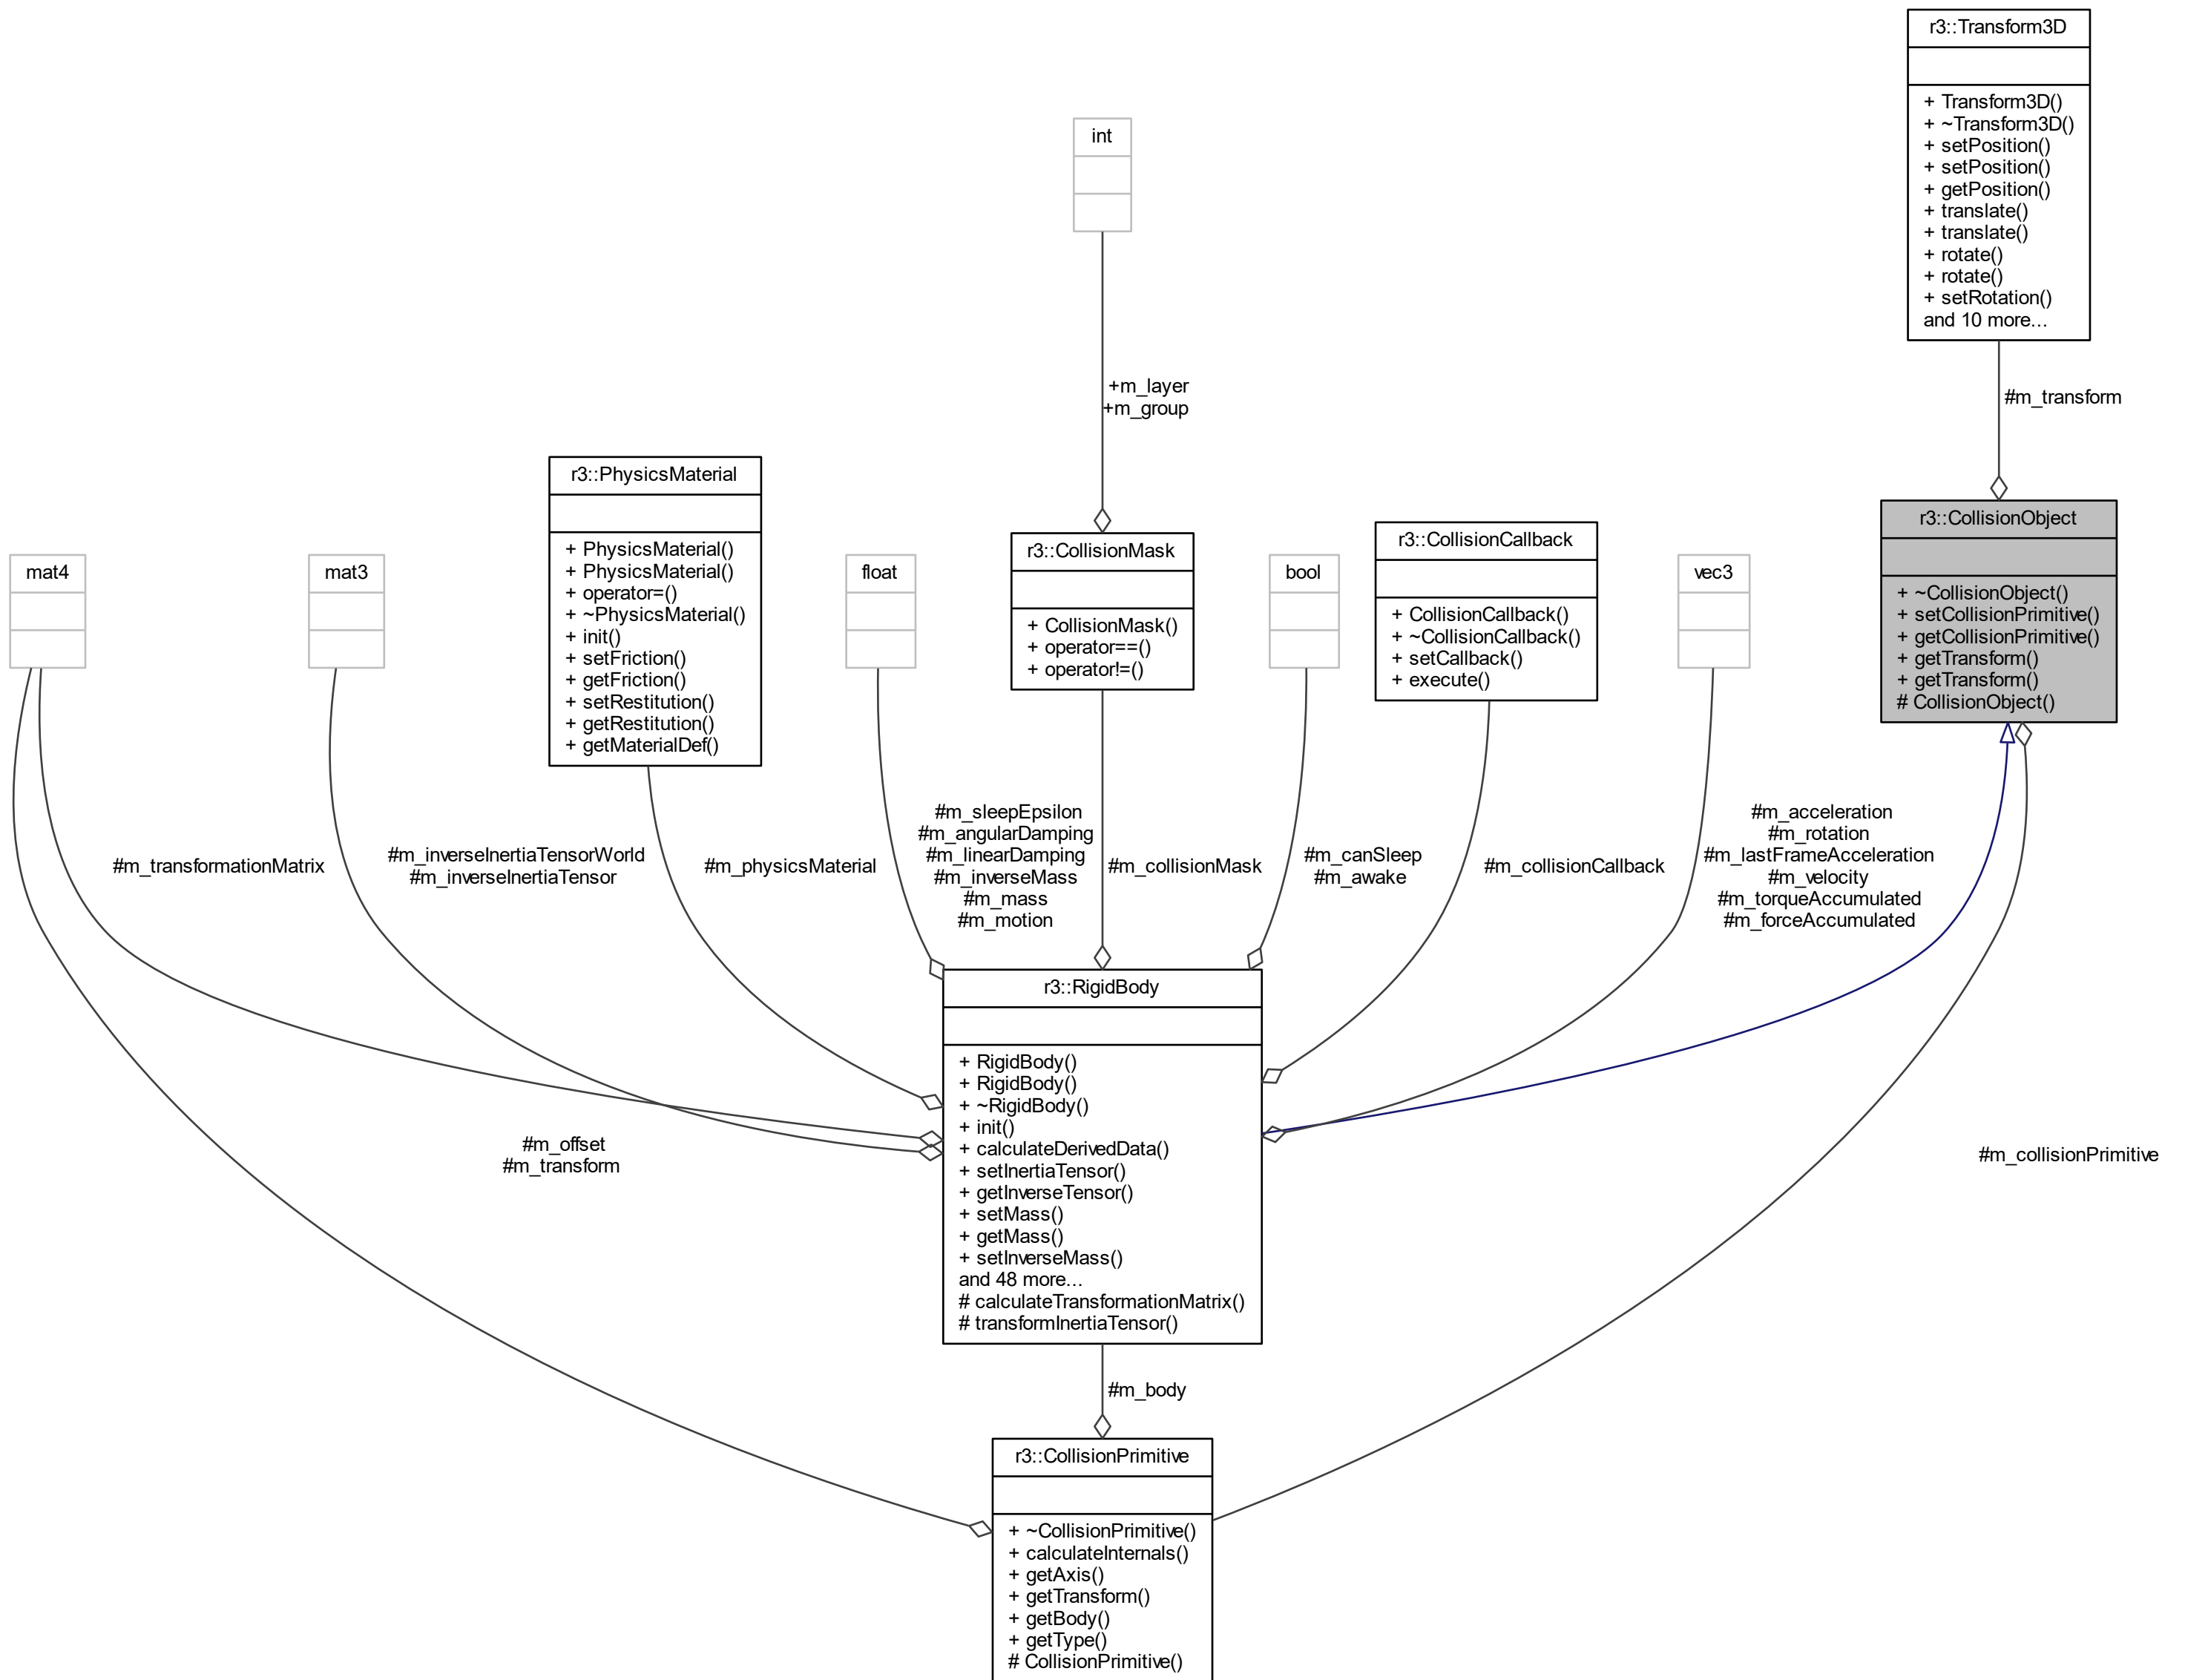 r3::Transform3D
+ Transform3D()
+ ~Transform3D()
+ setPosition()
+ setPosition()
+ getPosition()
+ translate()
+ translate()
+ rotate()
+ rotate()
+ setRotation()
and 10 more...
int
+m_layer
+m_group
#m_transform
r3::PhysicsMaterial
+ PhysicsMaterial()
+ PhysicsMaterial()
+ operator=()
+ ~PhysicsMaterial()
+ init()
+ setFriction()
+ getFriction()
+ setRestitution()
+ getRestitution()
+ getMaterialDef()
r3::CollisionObject
+ ~CollisionObject()
+ setCollisionPrimitive()
+ getCollisionPrimitive()
+ getTransform()
+ getTransform()
# CollisionObject()
r3::CollisionCallback
+ CollisionCallback()
+ ~CollisionCallback()
+ setCallback()
+ execute()
r3::CollisionMask
+ CollisionMask()
+ operator==()
+ operator!=()
mat4
mat3
float
bool
vec3
#m_transformationMatrix
#m_inverseInertiaTensorWorld
#m_inverseInertiaTensor
#m_physicsMaterial
#m_sleepEpsilon
#m_angularDamping
#m_linearDamping
#m_inverseMass
#m_mass
#m_motion
#m_collisionMask
#m_canSleep
#m_awake
#m_collisionCallback
#m_acceleration
#m_rotation
#m_lastFrameAcceleration
#m_velocity
#m_torqueAccumulated
#m_forceAccumulated
r3::RigidBody
+ RigidBody()
+ RigidBody()
+ ~RigidBody()
+ init()
+ calculateDerivedData()
+ setInertiaTensor()
+ getInverseTensor()
+ setMass()
+ getMass()
+ setInverseMass()
and 48 more...
# calculateTransformationMatrix()
# transformInertiaTensor()
#m_offset
#m_transform
#m_collisionPrimitive
#m_body
r3::CollisionPrimitive
+ ~CollisionPrimitive()
+ calculateInternals()
+ getAxis()
+ getTransform()
+ getBody()
+ getType()
# CollisionPrimitive()